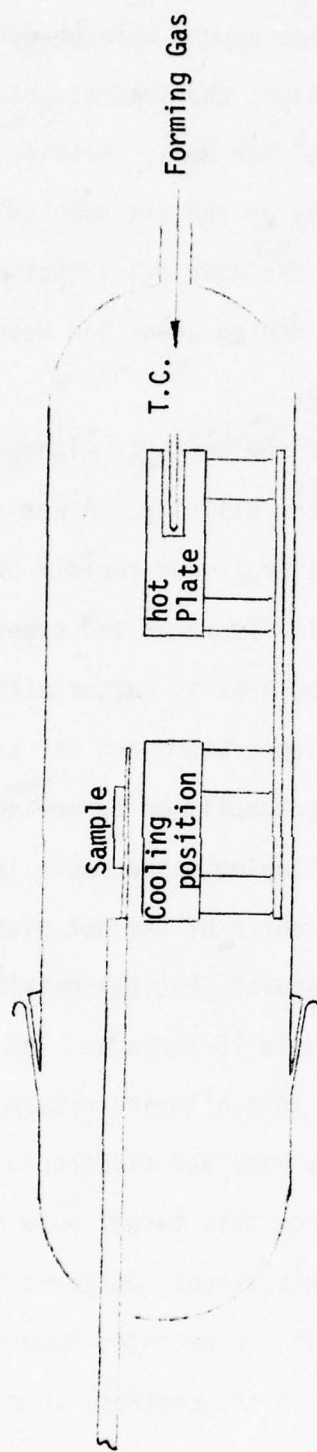 Forming Gas
T.C.
hot
Plate
Sample
Cooling
position